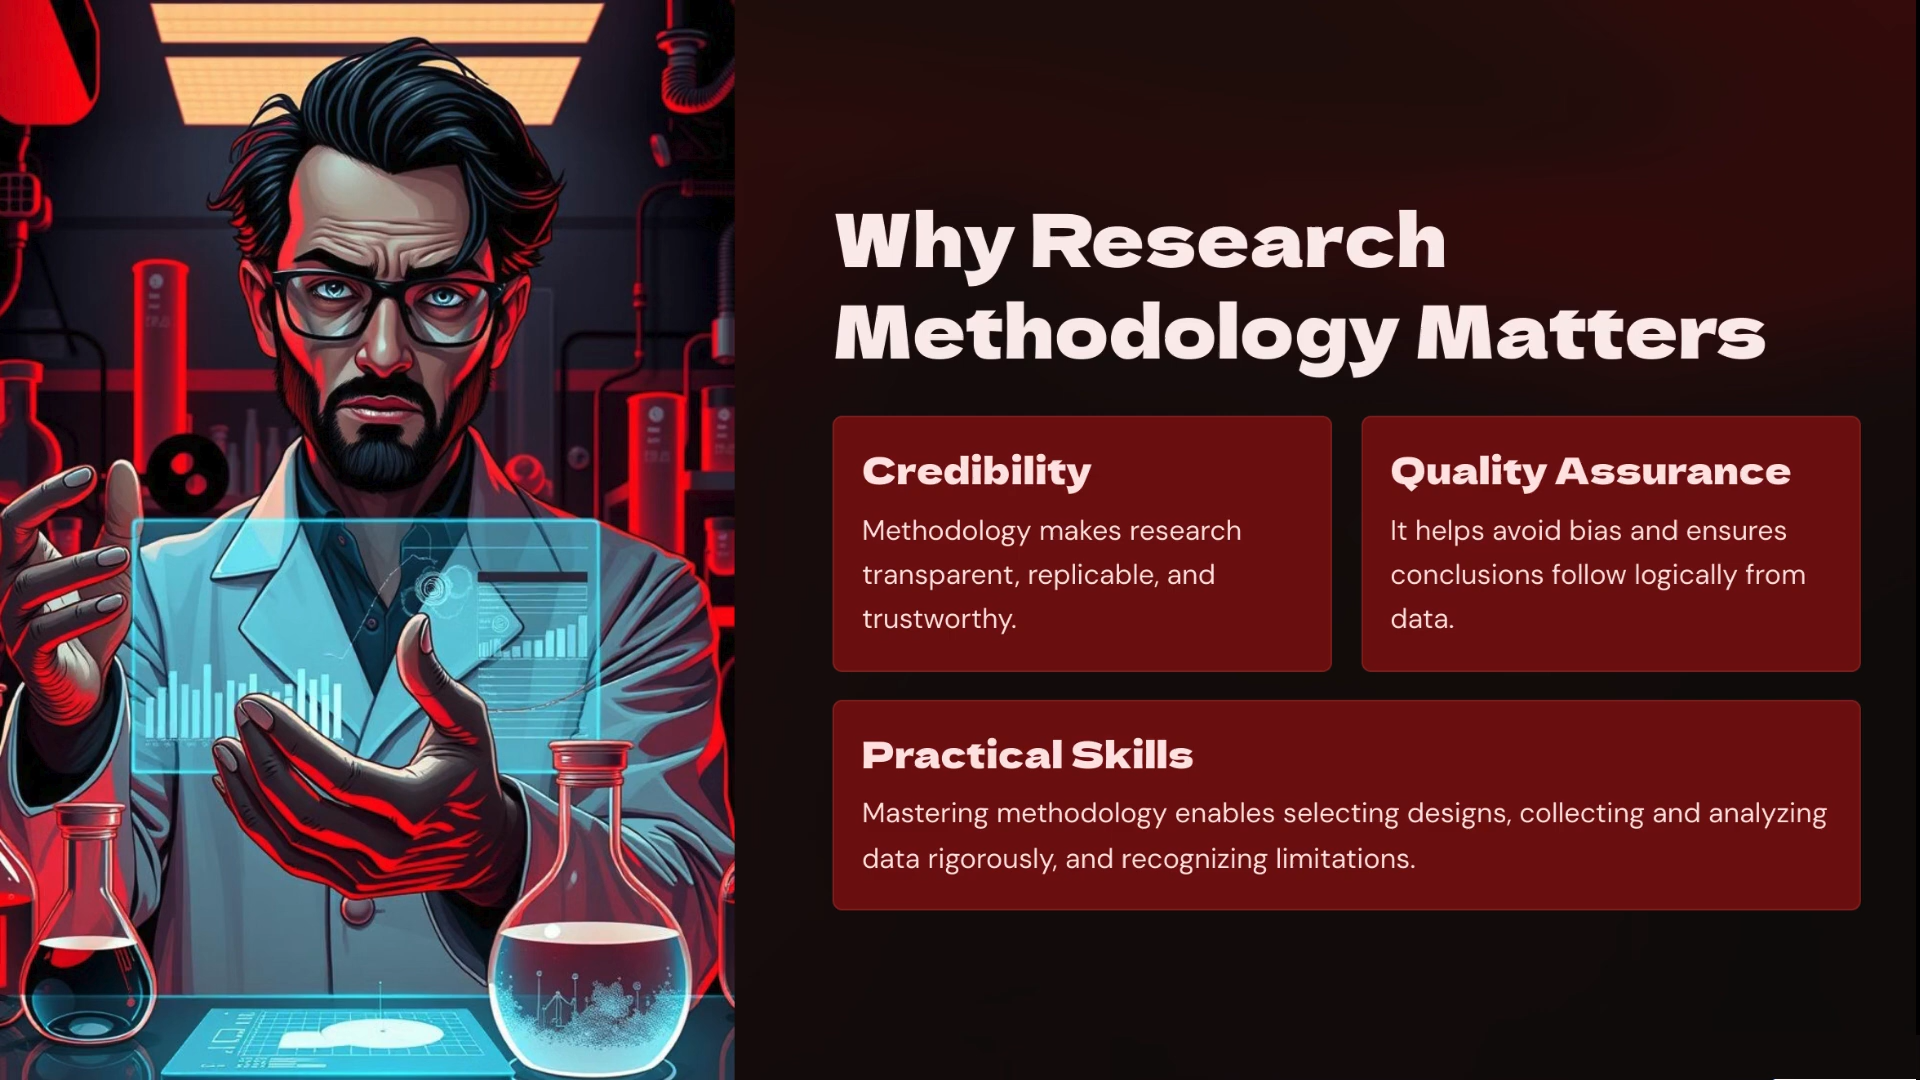 Why Research
Methodology Matters
Credibility
Methodology makes research
transparent, replicable, and
trustworthy.
Quality Assurance
It helps avoid bias and ensures
conclusions follow logically from
data.
Practical Skills
Mastering methodology enables selecting designs, collecting and analyzing
data rigorously, and recognizing limitations.